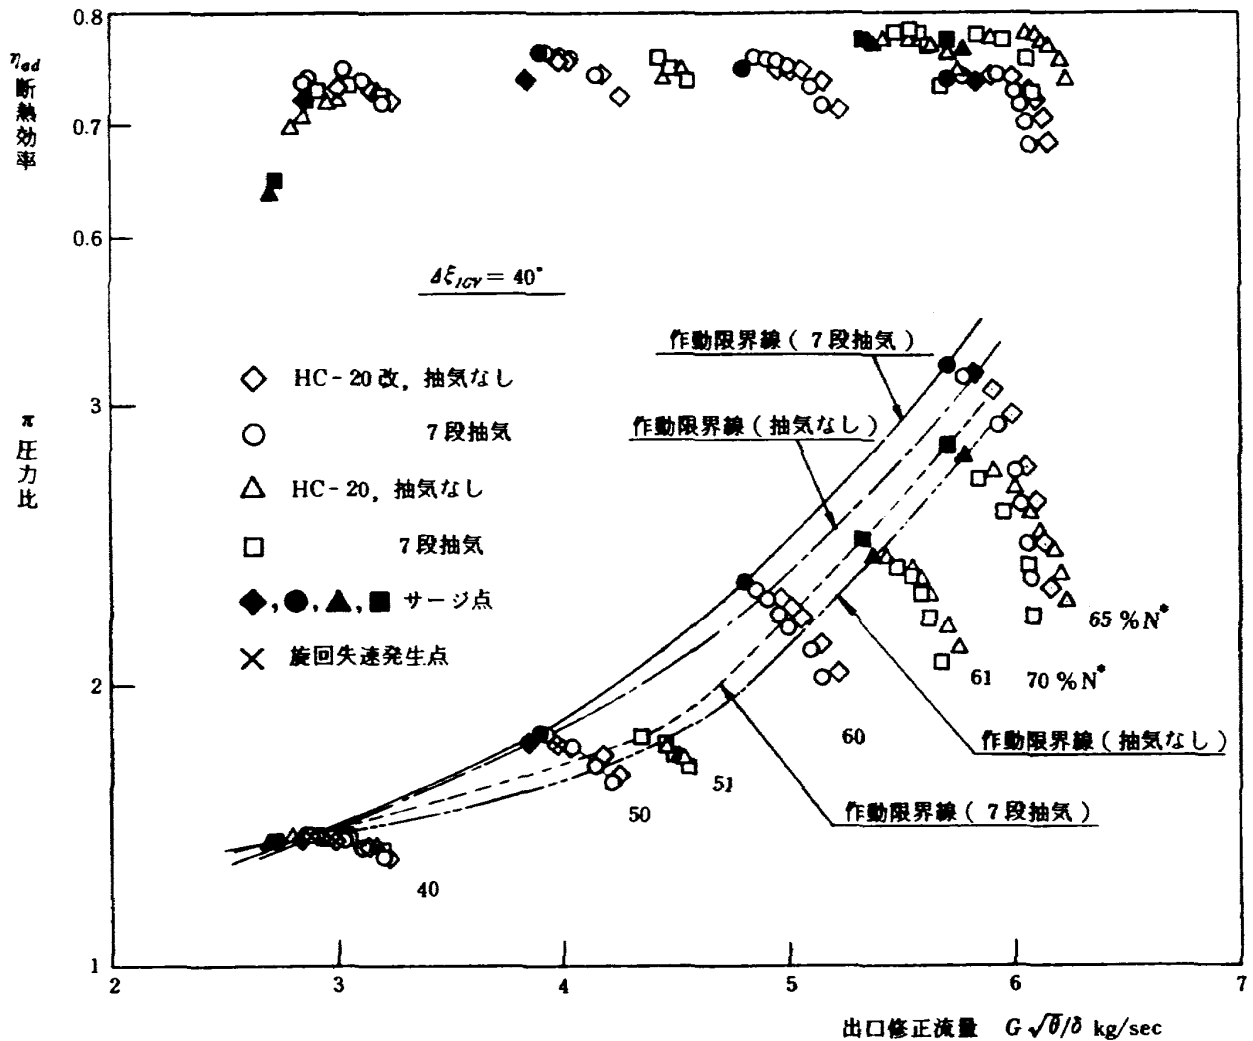 0.8
η_ad
断熱効率
0.7
0.6
Δξ_IGV = 40°
作動限界線（7段抽気）
◇ HC-20改，抽気なし
3
π
圧力比
作動限界線（抽気なし）
○ 7段抽気
△ HC-20，抽気なし
□ 7段抽気
◆,●,▲,■ サージ点
65%N*
× 旋回失速発生点
61 70%N*
2
60
作動限界線（抽気なし）
51
50
作動限界線（7段抽気）
40
1
2 3 4 5 6 7
出口修正流量 G√θ/δ kg/sec